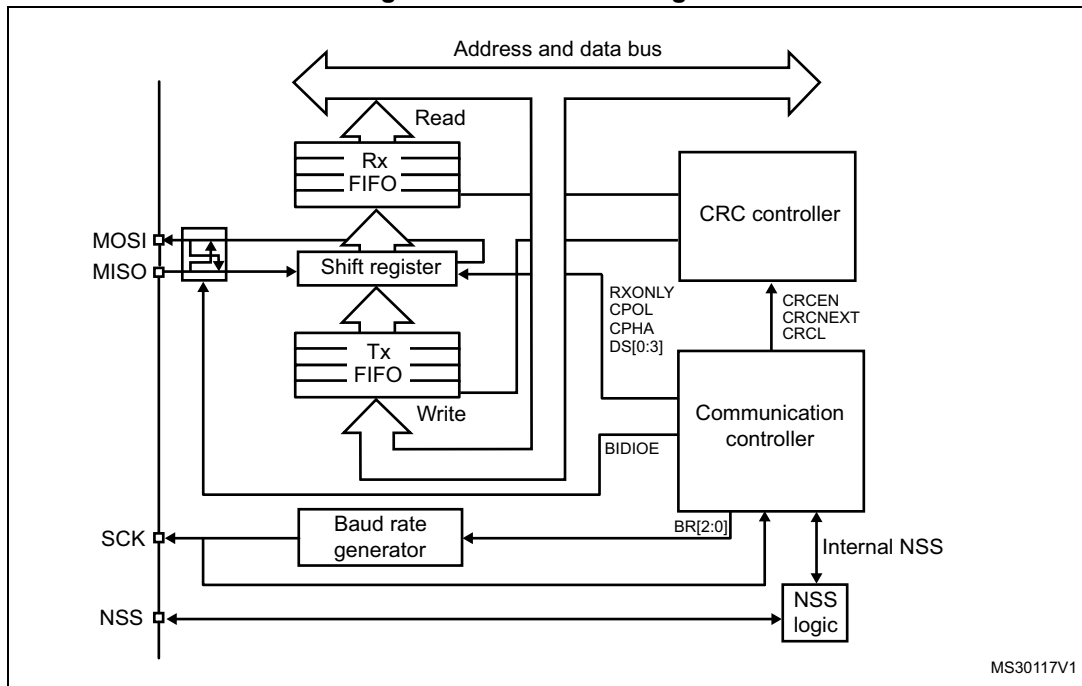 Address and data bus
Read
Rx
FIFO
CRC controller
MOSI
MISO
Shift register
RXONLY
CPOL
CPHA
DS[0:3]
CRCEN
CRCNEXT
CRCL
Tx
FIFO
Write
Communication
controller
BIDIOE
BR[2:0]
SCK
Baud rate
generator
Internal NSS
NSS
NSS
logic
MS30117V1